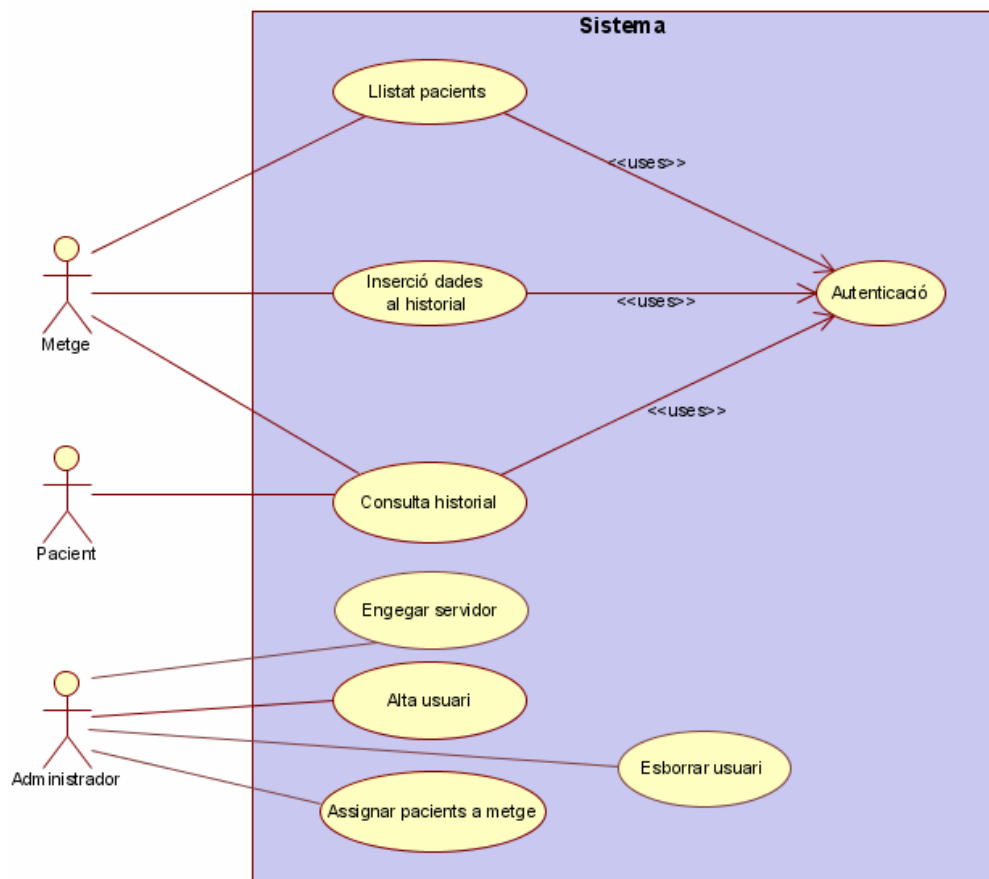 Sistema
Llistat pacients
<<uses>>
Inserció dades
al historial
<<uses>>
Autenticació
Metge
<<uses>>
Consulta historial
Pacient
Engegar servidor
Alta usuari
Esborrar usuari
Administrador
Assignar pacients a metge